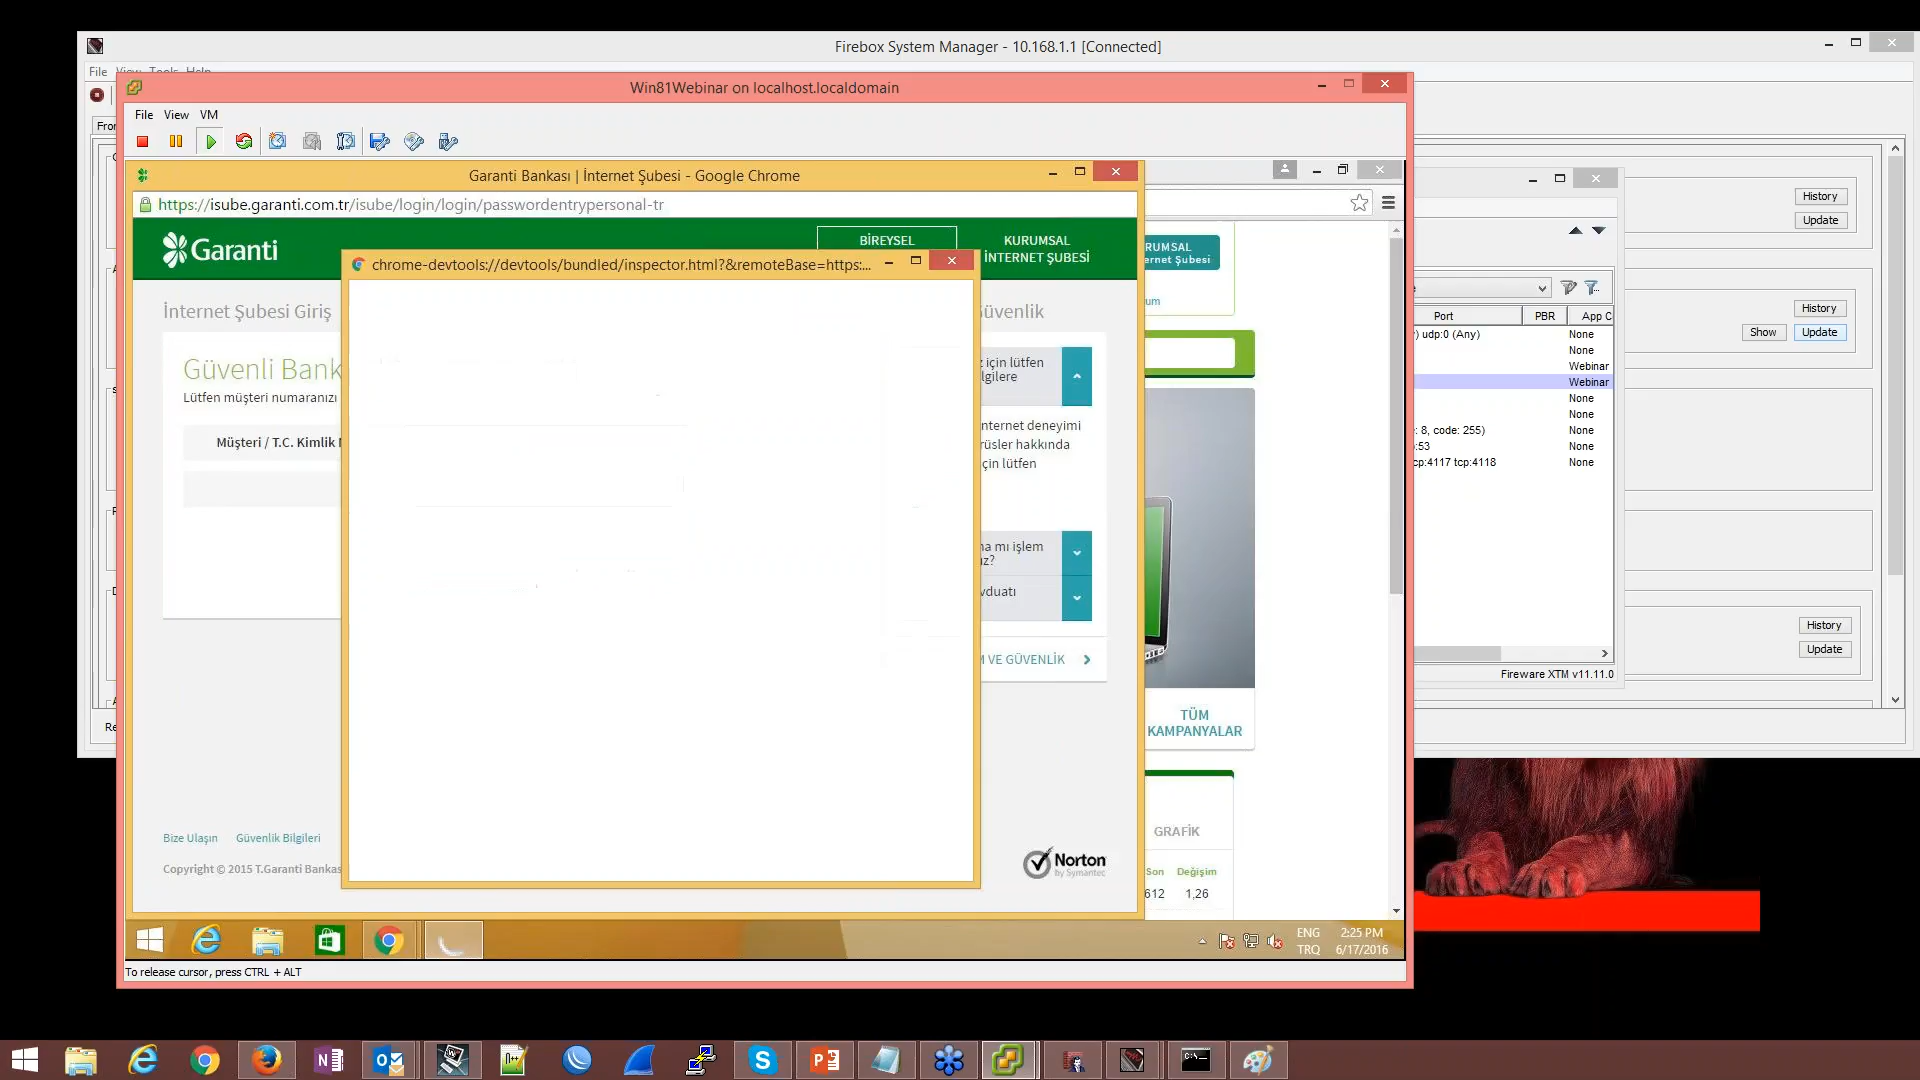 Firebox System Manager - 10.168.1.1 [Connected]
File View Tools Help
Win81Webinar on localhost.localdomain
File View VM
Garanti Bankası | İnternet Şubesi - Google Chrome
https://isube.garanti.com.tr/isube/login/login/passwordentrypersonal-tr
Garanti
BİREYSEL
KURUMSAL
İNTERNET ŞUBESİ
chrome-devtools://devtools/bundled/inspector.html?&remoteBase=https:...
İnternet Şubesi Giriş
Güvenli Bank
Lütfen müşteri numaranızı
Müşteri / T.C. Kimlik
üvenlik
için lütfen
lgilere
nternet deneyimi
rüsler hakkında
çin lütfen
na mı işlem
uz?
vduatı
VE GÜVENLİK
Bize Ulaşın Güvenlik Bilgileri
Copyright © 2015 T.Garanti Bankas
Norton
by Symantec
RUMSAL
ernet Şubesi
um
TÜM
KAMPANYALAR
GRAFİK
Son Değişim
612 1,26
ENG 2:25 PM
TRQ 6/17/2016
To release cursor, press CTRL + ALT
Port PBR App C
) udp:0 (Any) None
None
Webinar
Webinar
None
None
: 8, code: 255) None
:53 None
cp:4117 tcp:4118 None
Fireware XTM v11.11.0
History
Update
History
Show Update
History
Update